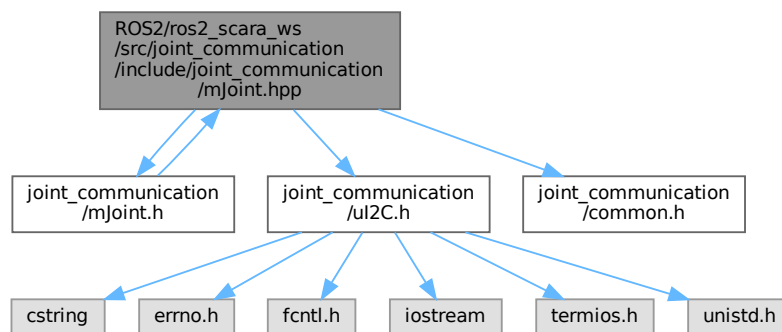 ROS2/ros2_scara_ws
/src/joint_communication
/include/joint_communication
/mJoint.hpp
joint_communication
/mJoint.h
joint_communication
/uI2C.h
joint_communication
/common.h
cstring
errno.h
fcntl.h
iostream
termios.h
unistd.h